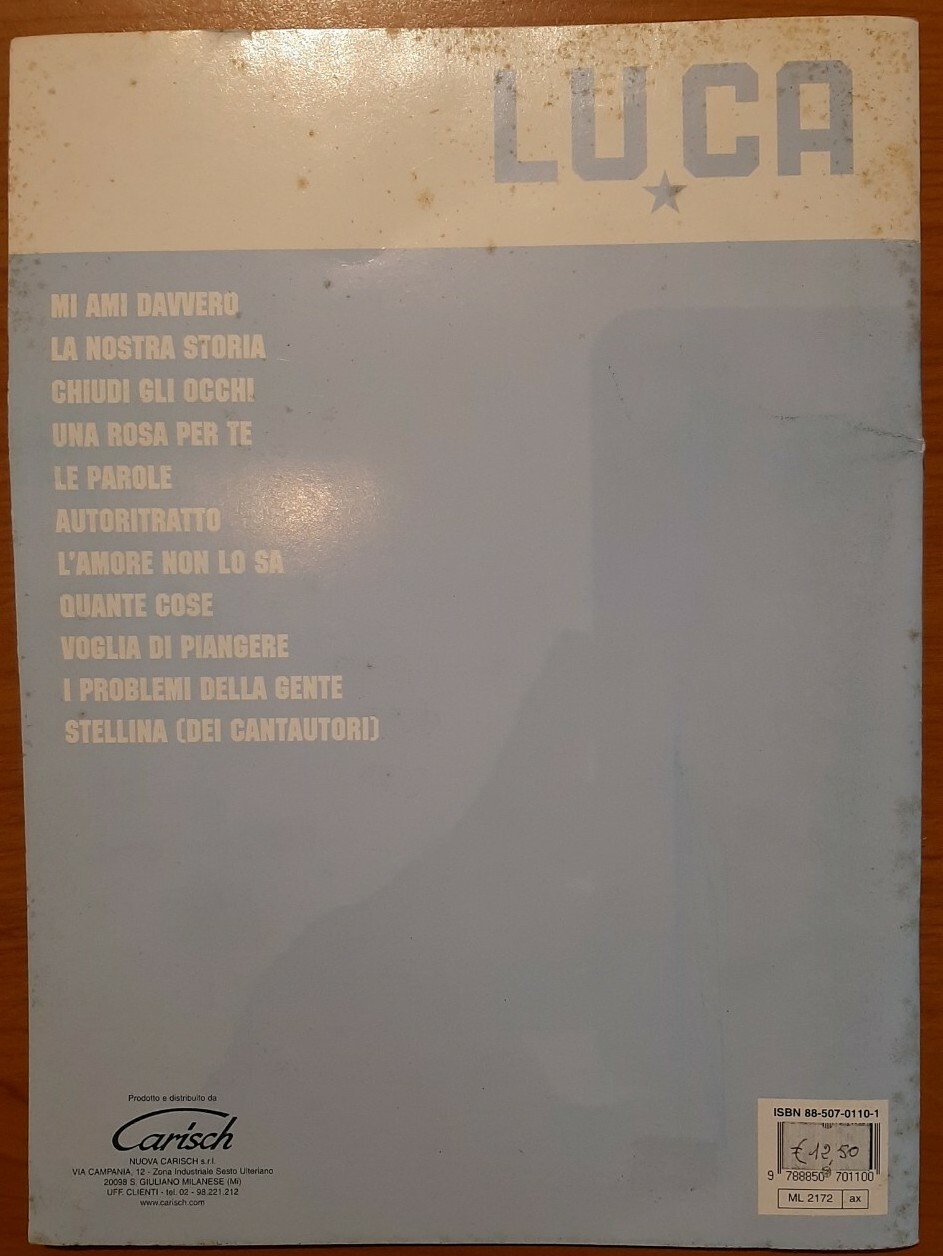 LU★CA
MI AMI DAVVERO
LA NOSTRA STORIA
CHIUDI GLI OCCHI
UNA ROSA PER TE
LE PAROLE
AUTORITRATTO
L'AMORE NON LO SA
QUANTE COSE
VOGLIA DI PIANGERE
I PROBLEMI DELLA GENTE
STELLINA (DEI CANTAUTORI)
Prodotto e distribuito da
Carisch
NUOVA CARISCH s.r.l.
VIA CAMPANIA, 12 - Zona Industriale Sesto Ulteriano
20098 S. GIULIANO MILANESE (MI)
UFF. CLIENTI - tel. 02 - 98.221.212
www.carisch.com
ISBN 88-507-0110-1
€ 12,50
9 788850 701100
ML 2172 ax